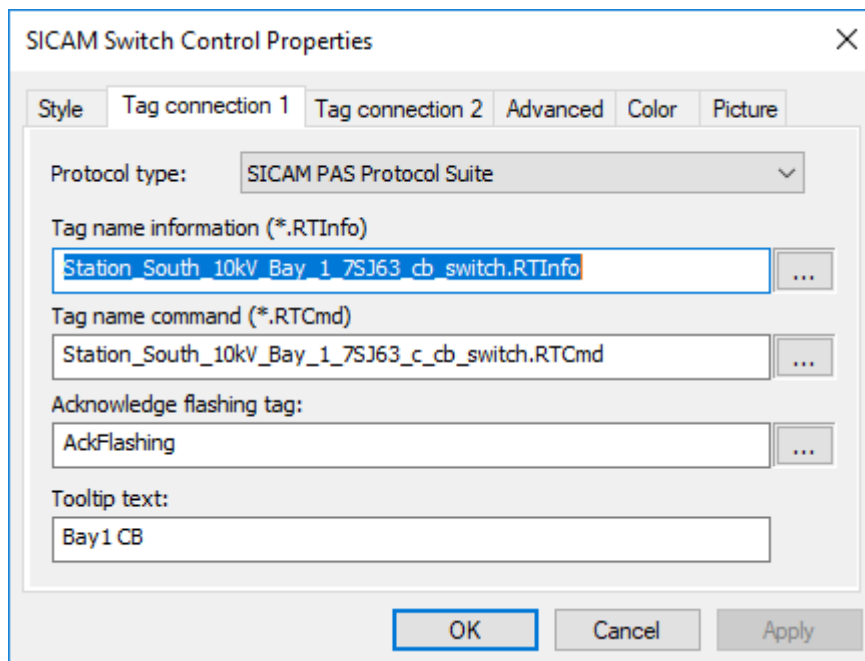 SICAM Switch Control Properties
Style Tag connection 1 Tag connection 2 Advanced Color Picture
Protocol type: SICAM PAS Protocol Suite
Tag name information (*.RTInfo)
Station_South_10kV_Bay_1_7SJ63_cb_switch.RTInfo ...
Tag name command (*.RTCmd)
Station_South_10kV_Bay_1_7SJ63_c_cb_switch.RTCmd ...
Acknowledge flashing tag:
AckFlashing ...
Tooltip text:
Bay1 CB
OK Cancel Apply